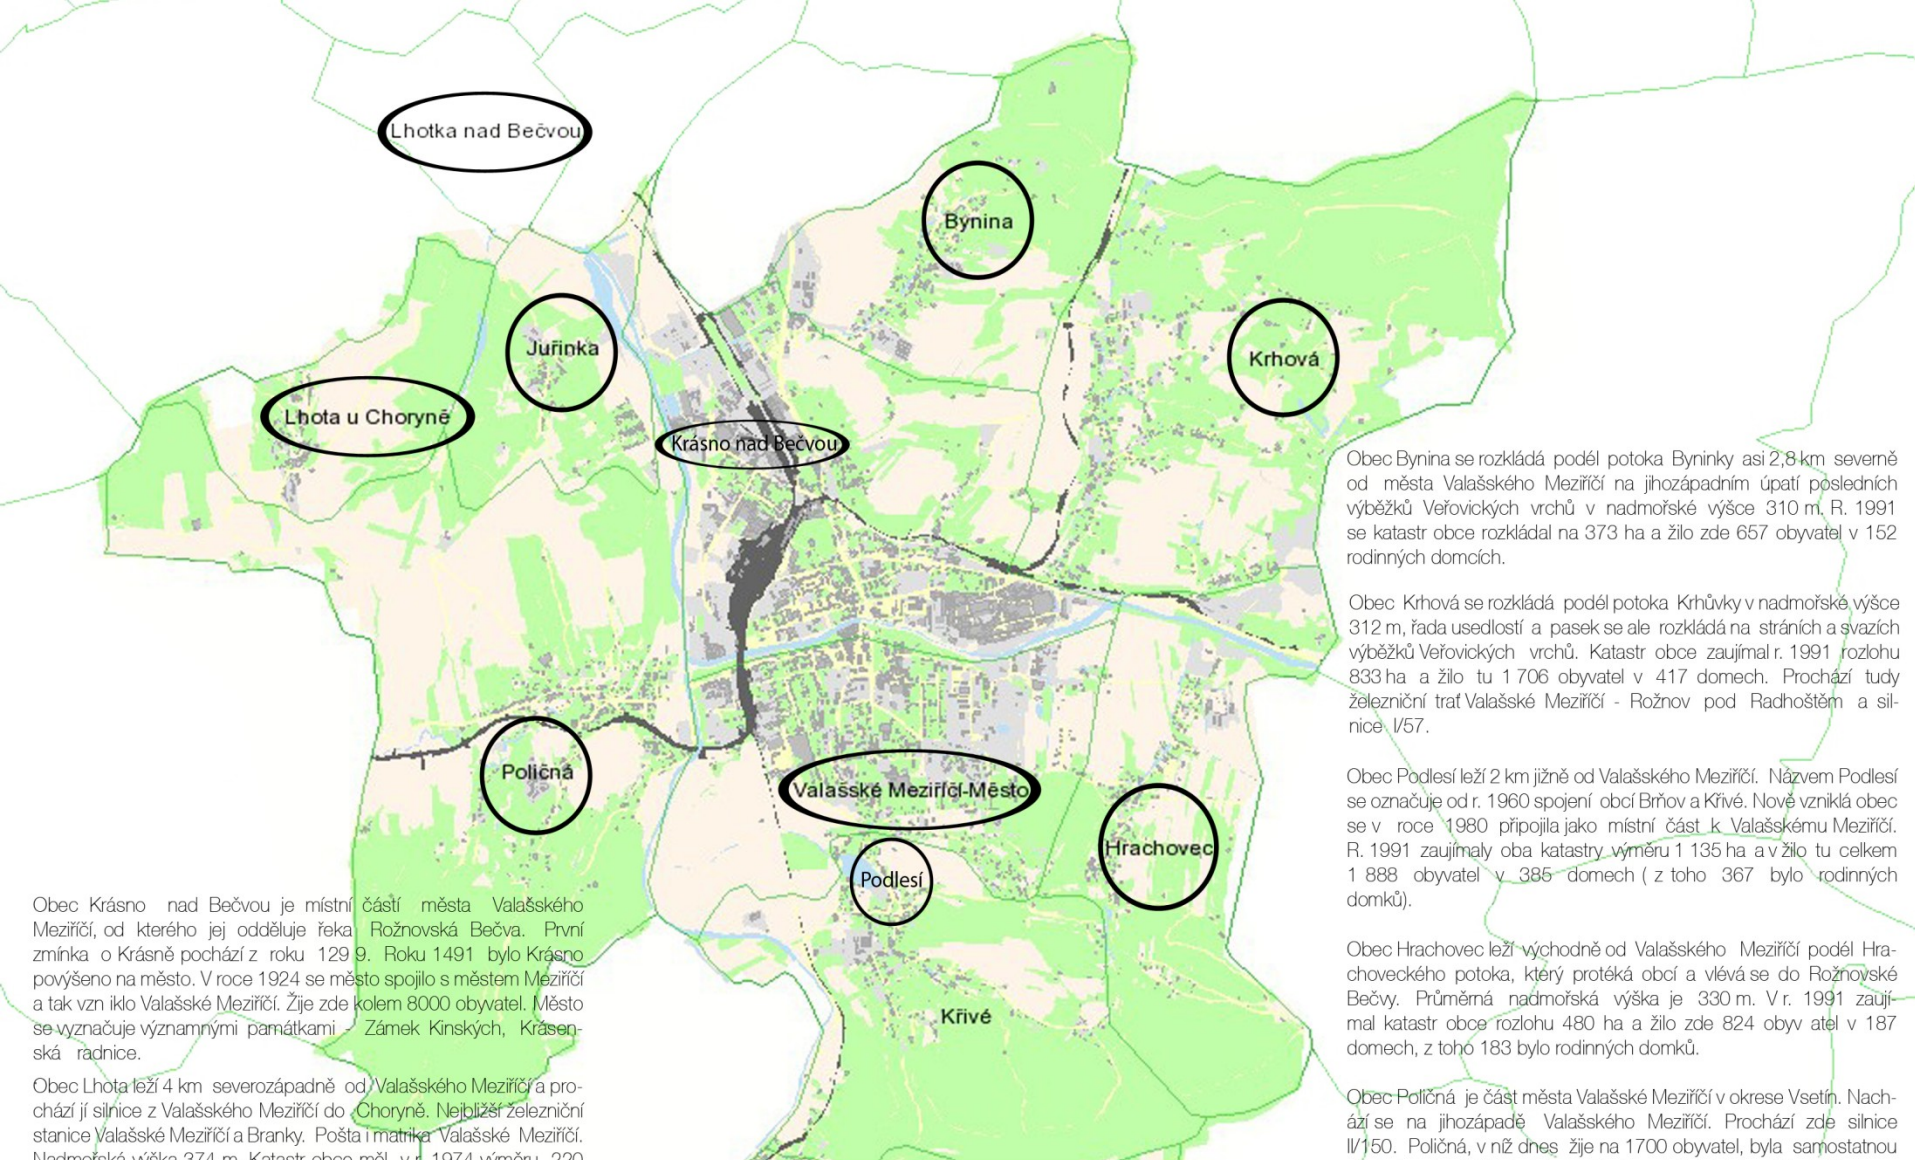 Lhotka nad Bečvou
Bynina
Juřinka
Krhová
Lhota u Choryně
Krásno nad Bečvou
Poličná
Valašské Meziříčí-Město
Hrachovec
Podlesí
Křivé
Obec Krásno nad Bečvou je místní částí města Valašského
Meziříčí, od kterého jej odděluje řeka Rožnovská Bečva. První
zmínka o Krásně pochází z roku 129 9. Roku 1491 bylo Krásno
povýšeno na město. V roce 1924 se město spojilo s městem Meziříčí
a tak vzn iklo Valašské Meziříčí. Žije zde kolem 8000 obyvatel. Město
se vyznačuje významnými památkami - Zámek Kinských, Krásen-
ská radnice.
Obec Lhota leží 4 km severozápadně od Valašského Meziříčí a pro-
chází jí silnice z Valašského Meziříčí do Choryně. Nejbližší železniční
stanice Valašské Meziříčí a Branky. Pošta i matrika Valašské Meziříčí.
Nadmořská výška 374 m. Katastr obce měl v r. 1974 výměru 220
Obec Bynina se rozkládá podél potoka Byninky asi 2,8 km severně
od města Valašského Meziříčí na jihozápadním úpatí posledních
výběžků Veřovických vrchů v nadmořské výšce 310 m. R. 1991
se katastr obce rozkládal na 373 ha a žilo zde 657 obyvatel v 152
rodinných domcích.
Obec Krhová se rozkládá podél potoka Krhůvky v nadmořské výšce
312 m, řada usedlostí a pasek se ale rozkládá na stráních a svazích
výběžků Veřovických vrchů. Katastr obce zaujímal r. 1991 rozlohu
833 ha a žilo tu 1 706 obyvatel v 417 domech. Prochází tudy
železniční trať Valašské Meziříčí - Rožnov pod Radhoštěm a sil-
nice I/57.
Obec Podlesí leží 2 km jižně od Valašského Meziříčí. Názvem Podlesí
se označuje od r. 1960 spojení obcí Brňov a Křivé. Nově vzniklá obec
se v roce 1980 připojila jako místní část k Valašskému Meziříčí.
R. 1991 zaujímaly oba katastry výměru 1 135 ha a v žilo tu celkem
1 888 obyvatel v 385 domech ( z toho 367 bylo rodinných
domků).
Obec Hrachovec leží východně od Valašského Meziříčí podél Hra-
choveckého potoka, který protéká obcí a vlévá se do Rožnovské
Bečvy. Průměrná nadmořská výška je 330 m. V r. 1991 zaují-
mal katastr obce rozlohu 480 ha a žilo zde 824 obyv atel v 187
domech, z toho 183 bylo rodinných domků.
Obec Poličná je část města Valašské Meziříčí v okrese Vsetín. Nach-
ází se na jihozápadě Valašského Meziříčí. Prochází zde silnice
II/150. Poličná, v níž dnes žije na 1700 obyvatel, byla samostatnou